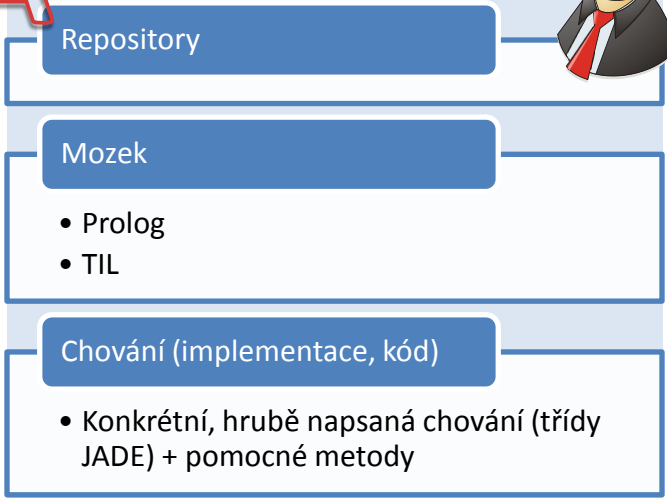 Repository
Mozek
• Prolog
• TIL
Chování (implementace, kód)
• Konkrétní, hrubě napsaná chování (třídy
JADE) + pomocné metody